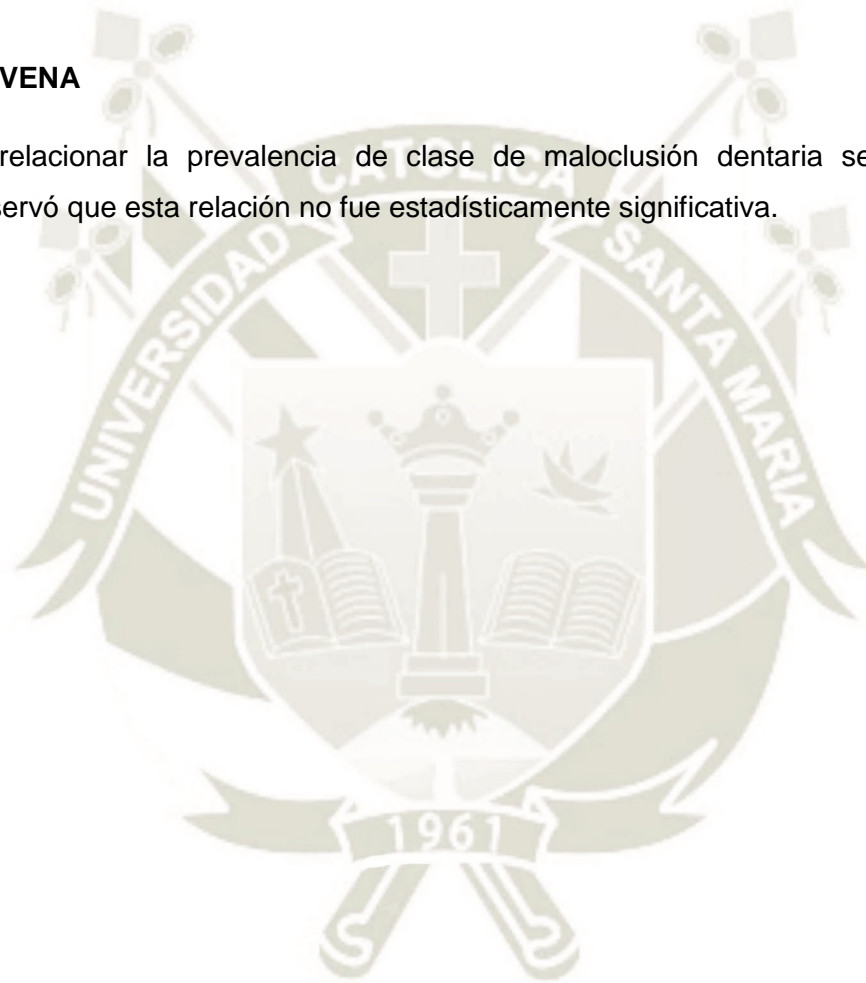 VENA
relacionar la prevalencia de clase de maloclusión dentaria se
servó que esta relación no fue estadísticamente significativa.
UNIVERSIDAD CATOLICA SANTA MARIA
1961